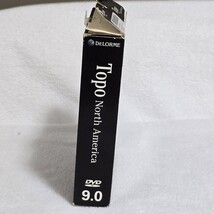 DELORME
Topo North America
DVD
9.0